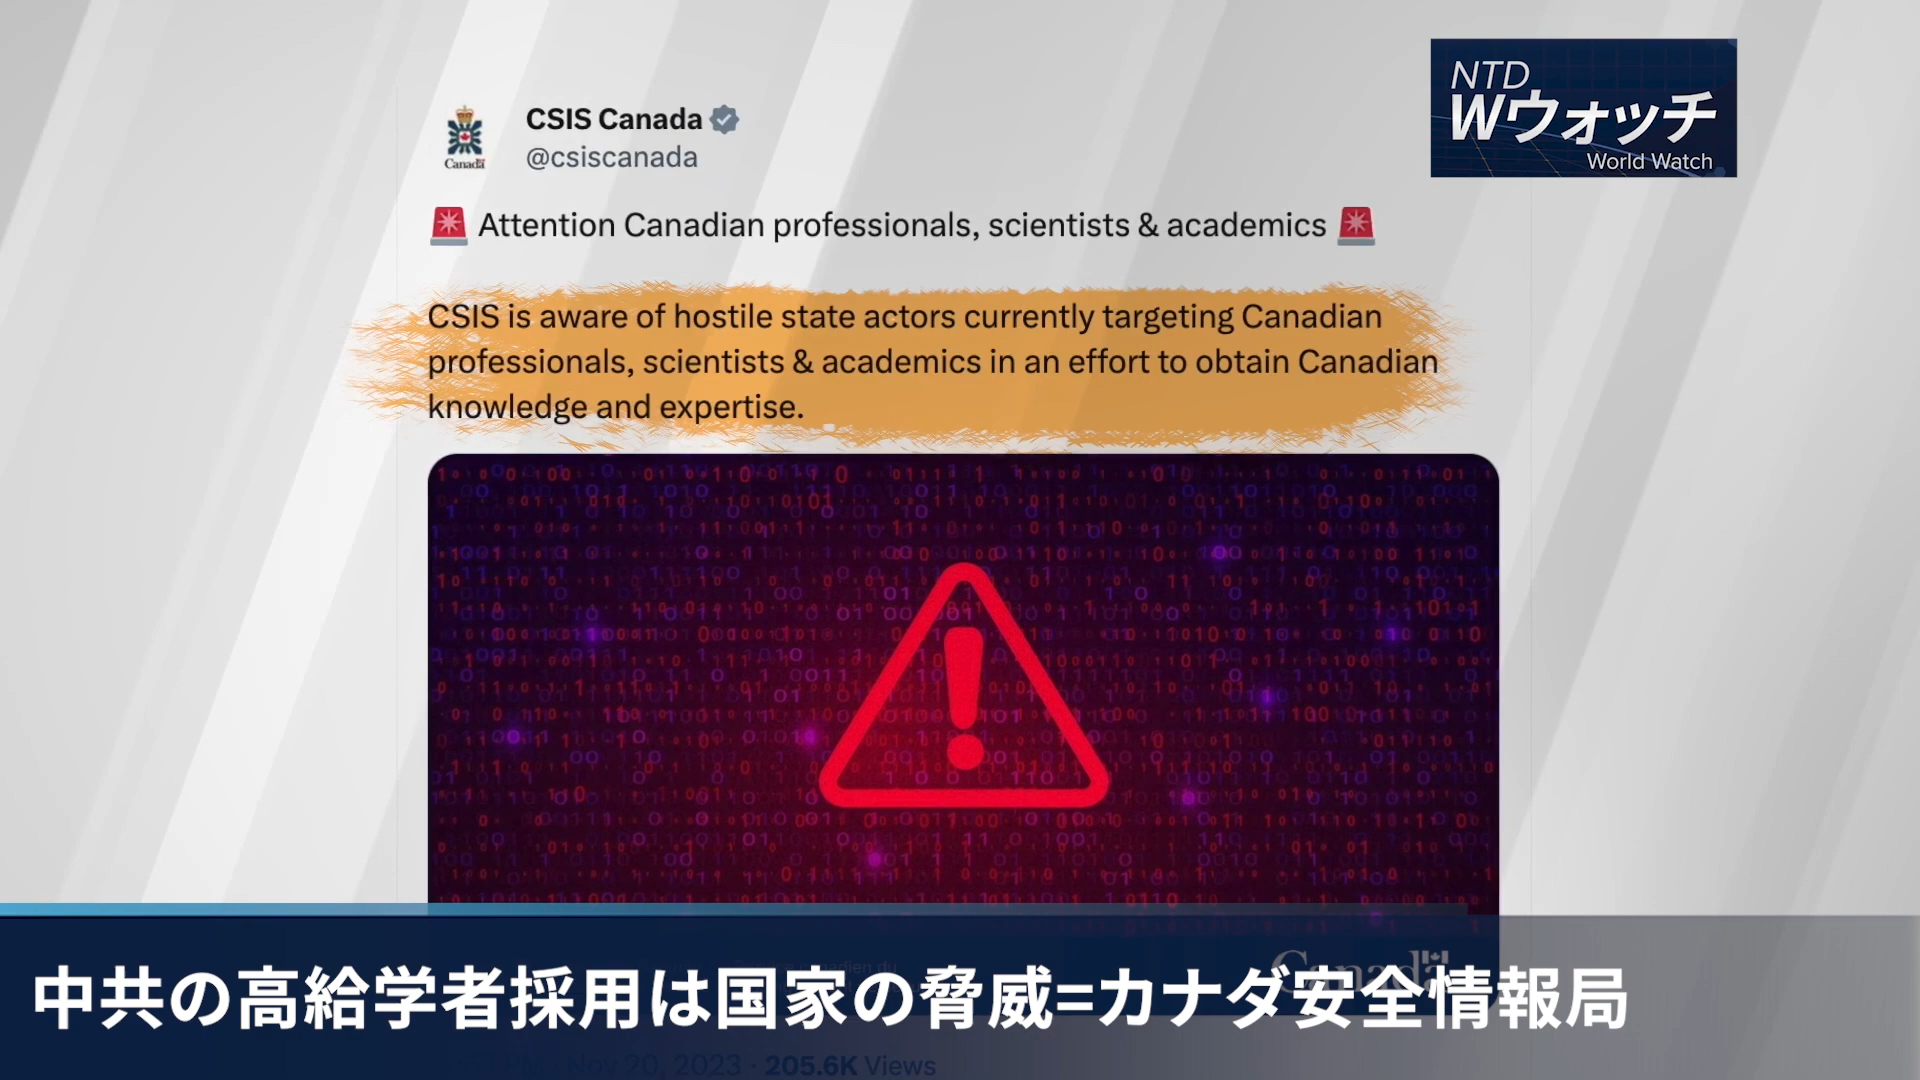 CSIS Canada
@csiscanada
NTD
Wウォッチ
World Watch
🚨 Attention Canadian professionals, scientists & academics 🚨
CSIS is aware of hostile state actors currently targeting Canadian
professionals, scientists & academics in an effort to obtain Canadian
knowledge and expertise.
Canada
中共の高給学者採用は国家の脅威=カナダ安全情報局
Nov 20, 2023 · 205.6K Views